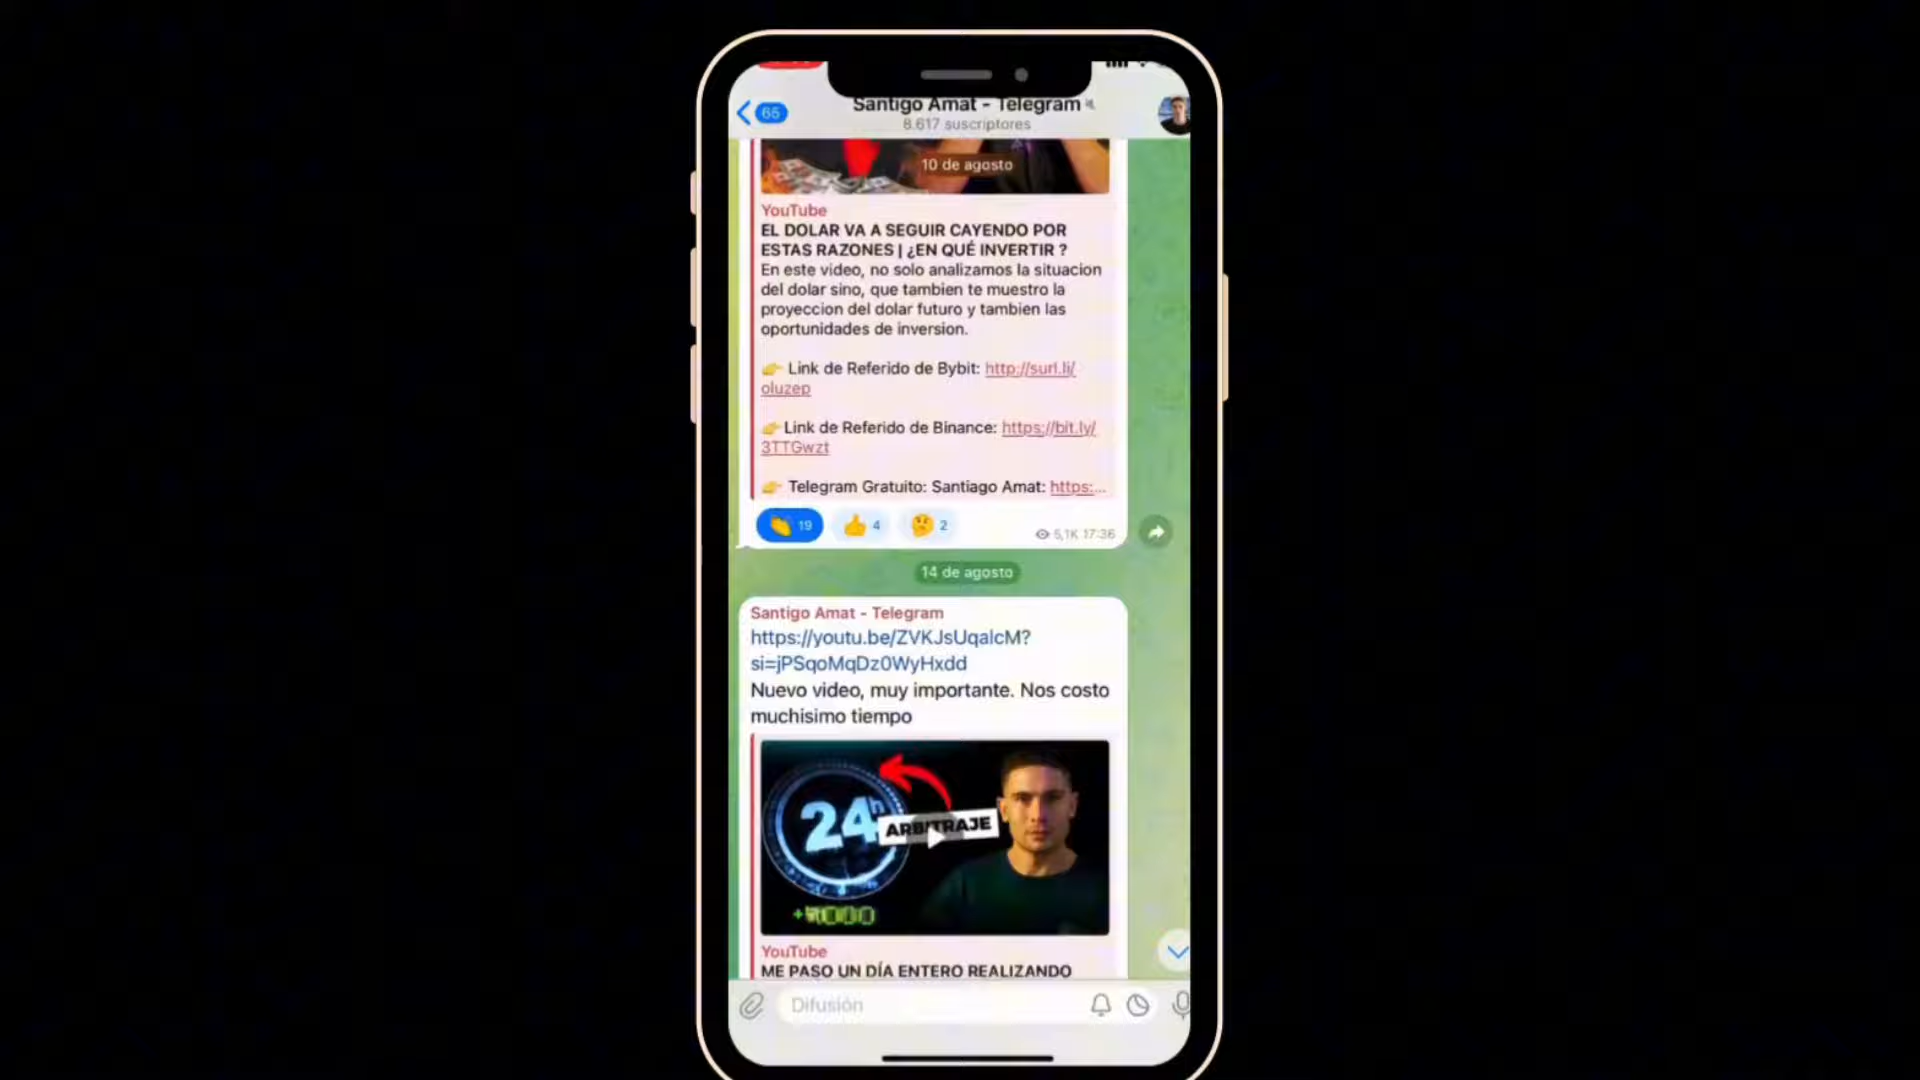 65
Santigo Amat - Telegram
8.617 suscriptores
10 de agosto
YouTube
EL DOLAR VA A SEGUIR CAYENDO POR
ESTAS RAZONES | ¿EN QUÉ INVERTIR ?
En este video, no solo analizamos la situacion
del dolar sino, que tambien te muestro la
proyeccion del dolar futuro y tambien las
oportunidades de inversion.
👉 Link de Referido de Bybit: http://surl.li/
oluzep
👉 Link de Referido de Binance: https://bit.ly/
3TTGwzt
👉 Telegram Gratuito: Santiago Amat: https:...
19 4 2
5,1K 17:36
14 de agosto
Santigo Amat - Telegram
https://youtu.be/ZVKJsUqalcM?
si=jPSqoMqDz0WyHxdd
Nuevo video, muy importante. Nos costo
muchisimo tiempo
24h
ARBITRAJE
YouTube
ME PASO UN DÍA ENTERO REALIZANDO
Difusión